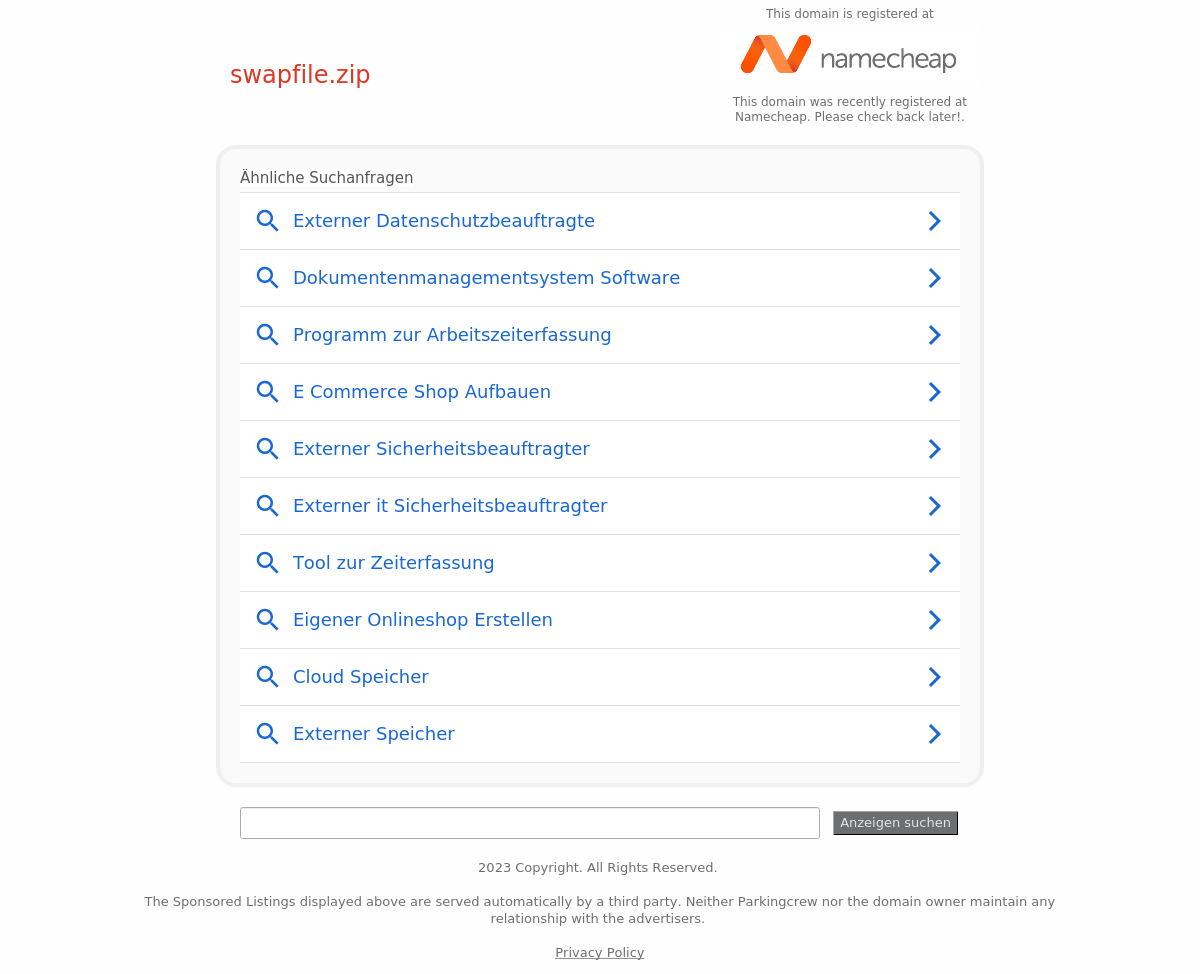 This domain is registered at
namecheap
swapfile.zip
This domain was recently registered at
Namecheap. Please check back later!.
Ähnliche Suchanfragen
Externer Datenschutzbeauftragte
Dokumentenmanagementsystem Software
Programm zur Arbeitszeiterfassung
E Commerce Shop Aufbauen
Externer Sicherheitsbeauftragter
Externer it Sicherheitsbeauftragter
Tool zur Zeiterfassung
Eigener Onlineshop Erstellen
Cloud Speicher
Externer Speicher
Anzeigen suchen
2023 Copyright. All Rights Reserved.
The Sponsored Listings displayed above are served automatically by a third party. Neither Parkingcrew nor the domain owner maintain any
relationship with the advertisers.
Privacy Policy